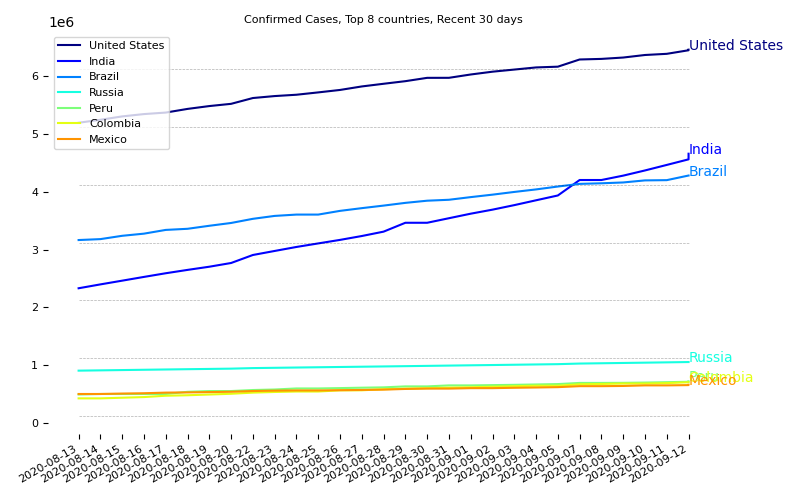 Confirmed Cases, Top 8 countries, Recent 30 days
1e6
United States
India
Brazil
Russia
Peru
Colombia
Mexico
6
5
4
3
2
1
0
United States
India
Brazil
Russia
Peru
Colombia
Mexico
2020-08-13
2020-08-14
2020-08-15
2020-08-16
2020-08-17
2020-08-18
2020-08-19
2020-08-20
2020-08-22
2020-08-23
2020-08-24
2020-08-25
2020-08-26
2020-08-27
2020-08-28
2020-08-29
2020-08-30
2020-08-31
2020-09-01
2020-09-02
2020-09-03
2020-09-04
2020-09-05
2020-09-07
2020-09-08
2020-09-09
2020-09-10
2020-09-11
2020-09-12